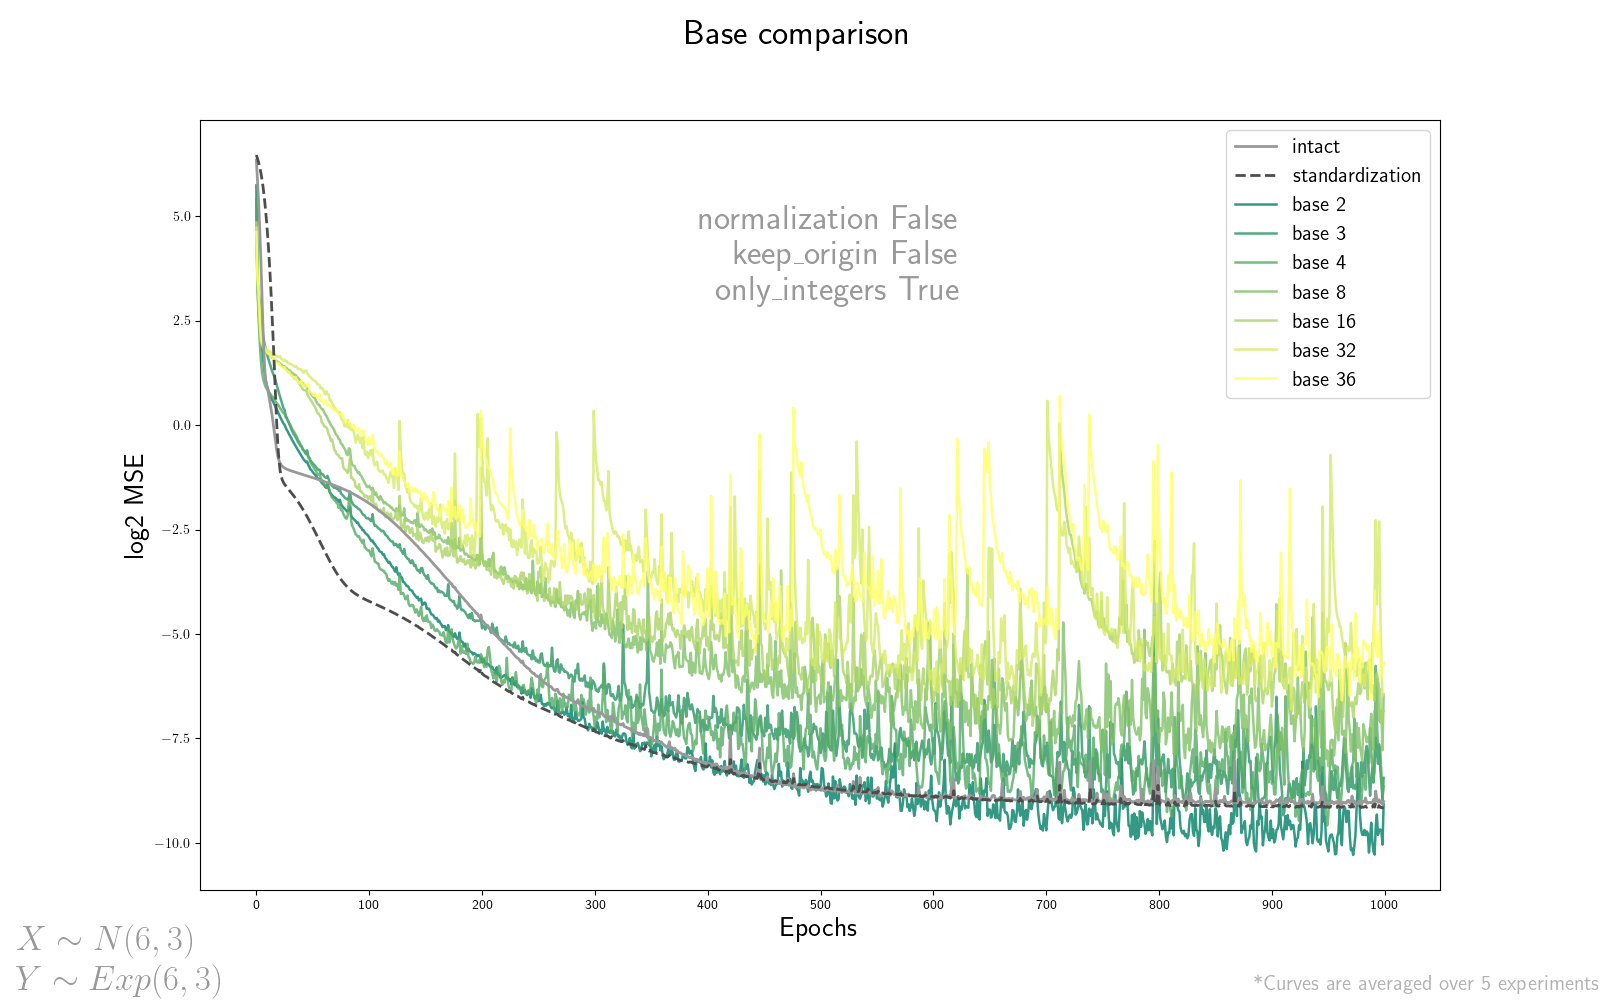 Base comparison
intact
standardization
base 2
base 3
base 4
base 8
base 16
base 32
base 36
normalization False
keep_origin False
only_integers True
5.0
2.5
0.0
−2.5
−5.0
−7.5
−10.0
log2 MSE
0 100 200 300 400 500 600 700 800 900 1000
Epochs
X ∼ N(6, 3)
Y ∼ Exp(6, 3)
*Curves are averaged over 5 experiments